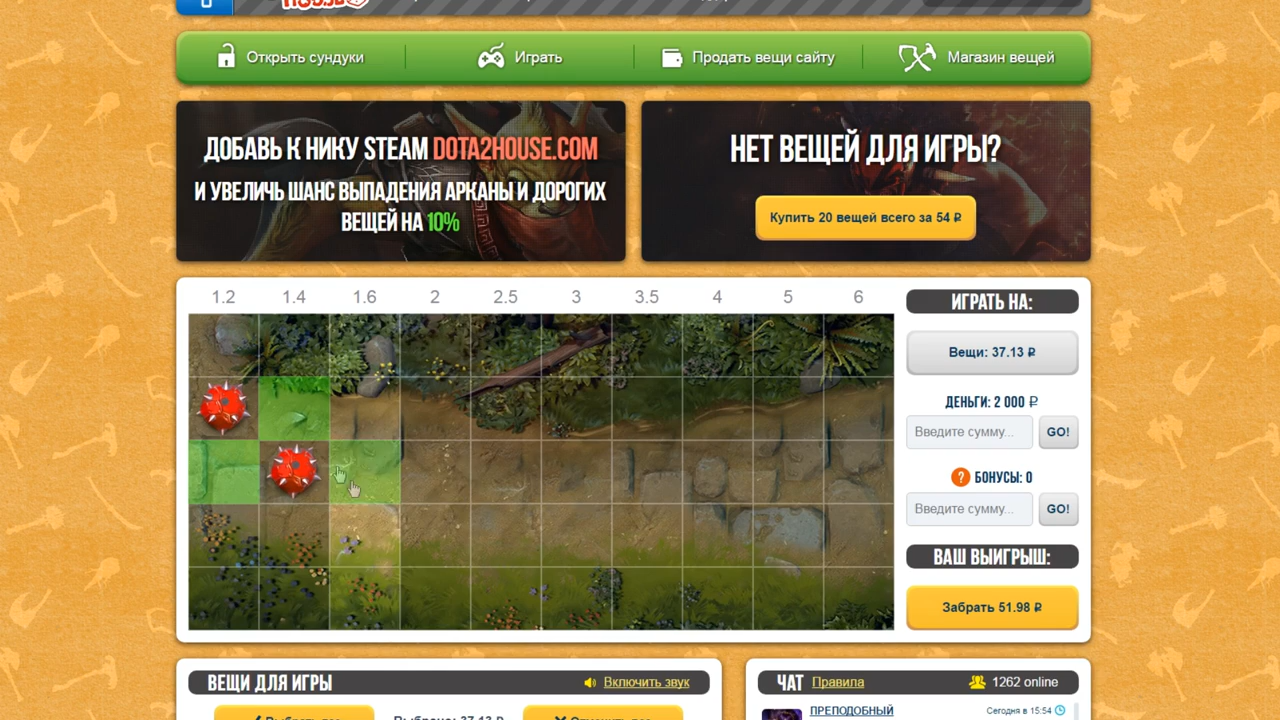 Открыть сундуки
Играть
Продать вещи сайту
Магазин вещей
ДОБАВЬ К НИКУ STEAM DOTA2HOUSE.COM
И УВЕЛИЧЬ ШАНС ВЫПАДЕНИЯ АРКАНЫ И ДОРОГИХ
ВЕЩЕЙ НА 10%
НЕТ ВЕЩЕЙ ДЛЯ ИГРЫ?
Купить 20 вещей всего за 54 ₽
1.2 1.4 1.6 2 2.5 3 3.5 4 5 6
ИГРАТЬ НА:
Вещи: 37.13 ₽
ДЕНЬГИ: 2 000 ₽
Введите сумму... GO!
? БОНУСЫ: 0
Введите сумму... GO!
ВАШ ВЫИГРЫШ:
Забрать 51.98 ₽
ВЕЩИ ДЛЯ ИГРЫ
Включить звук
ЧАТ Правила
1262 online
ПРЕПОДОБНЫЙ
Сегодня в 15:54